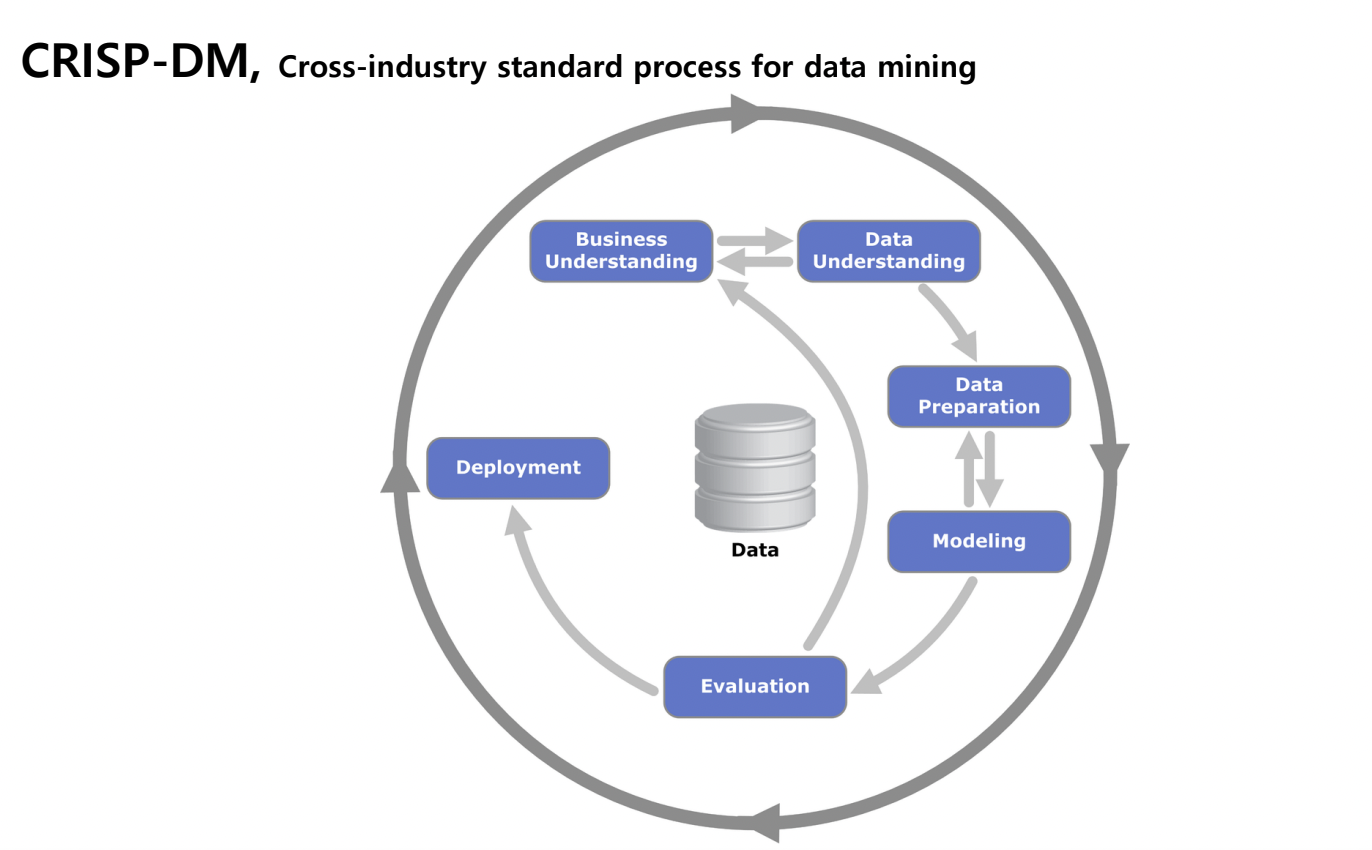 CRISP-DM, Cross-industry standard process for data mining
Business
Understanding
Data
Understanding
Data
Preparation
Deployment
Data
Modeling
Evaluation